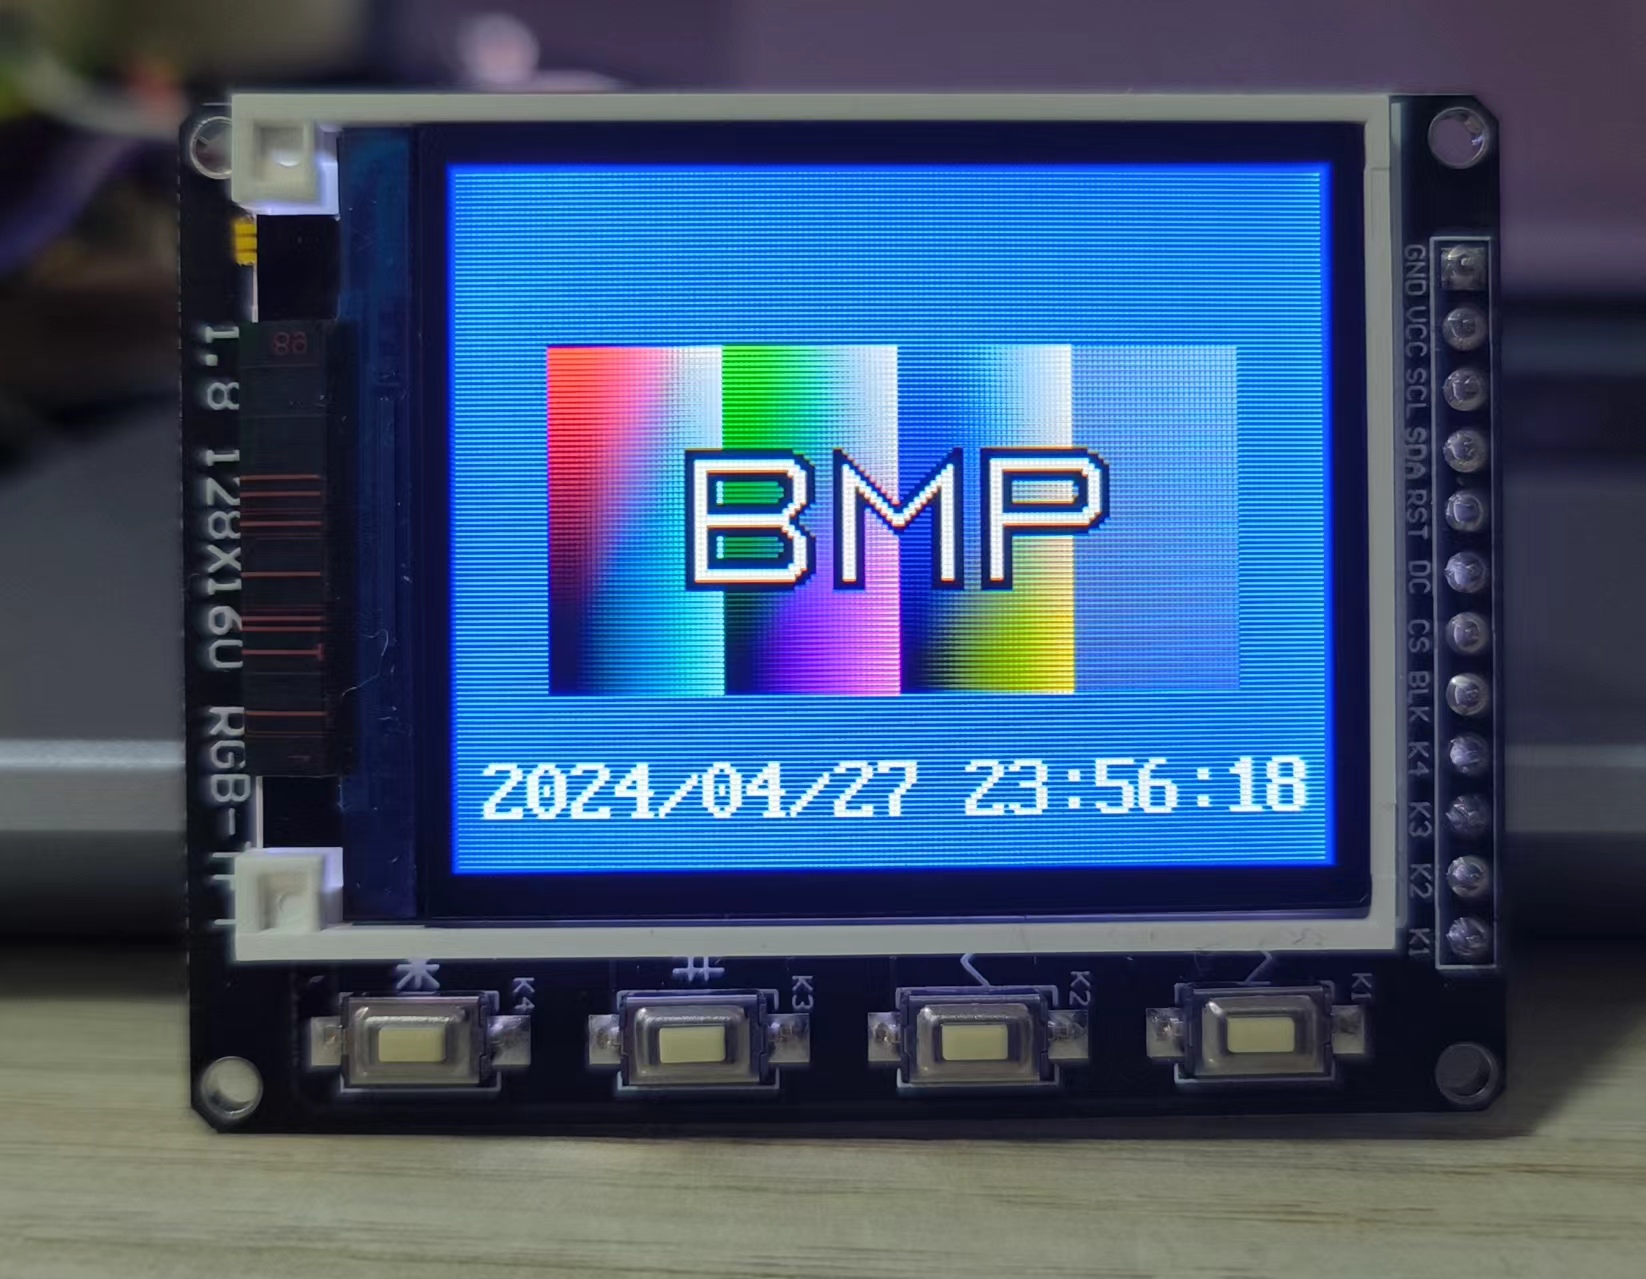 BMP
2024/04/27 23:56:18
1.8 128X160 RGB-TFT
GND VCC SCL SDA RST DC CS BLK K4 K3 K2 K1
* K4
# K3
K2
K1